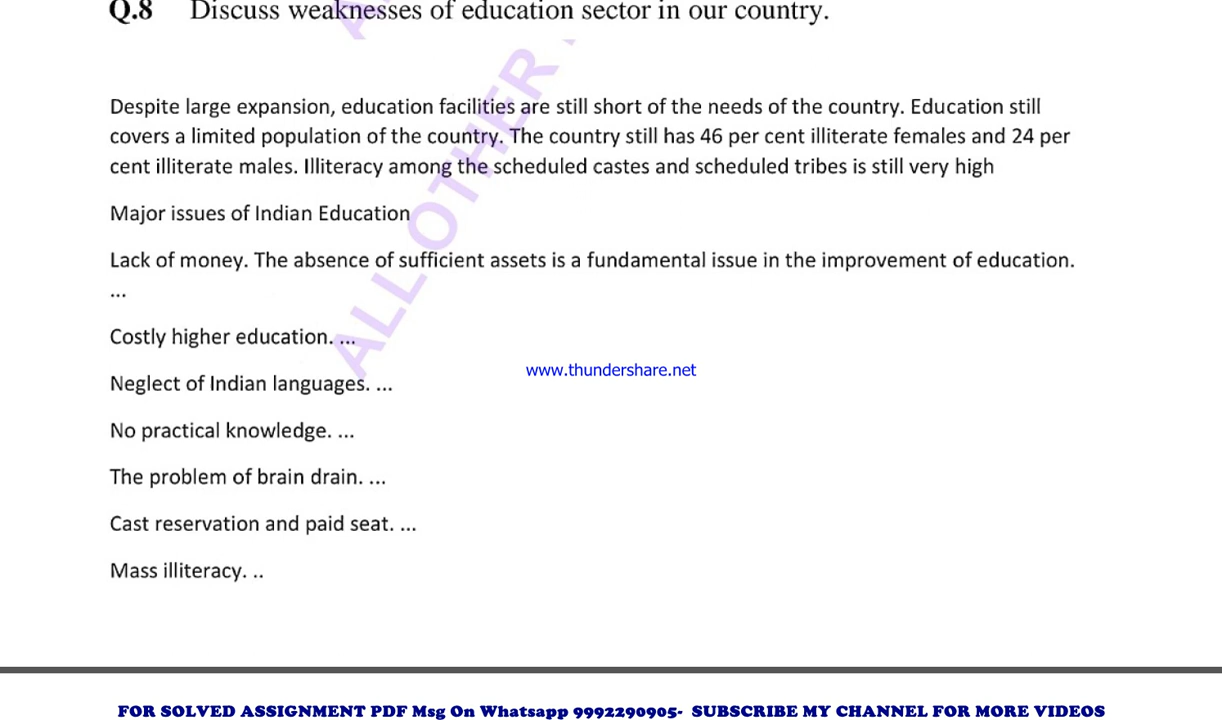 Q.8 Discuss weaknesses of education sector in our country.
Despite large expansion, education facilities are still short of the needs of the country. Education still
covers a limited population of the country. The country still has 46 per cent illiterate females and 24 per
cent illiterate males. Illiteracy among the scheduled castes and scheduled tribes is still very high
Major issues of Indian Education
Lack of money. The absence of sufficient assets is a fundamental issue in the improvement of education.
...
Costly higher education. ...
www.thundershare.net
Neglect of Indian languages. ...
No practical knowledge. ...
The problem of brain drain. ...
Cast reservation and paid seat. ...
Mass illiteracy. ..
ALL OTHER
FOR SOLVED ASSIGNMENT PDF Msg On Whatsapp 9992290905- SUBSCRIBE MY CHANNEL FOR MORE VIDEOS